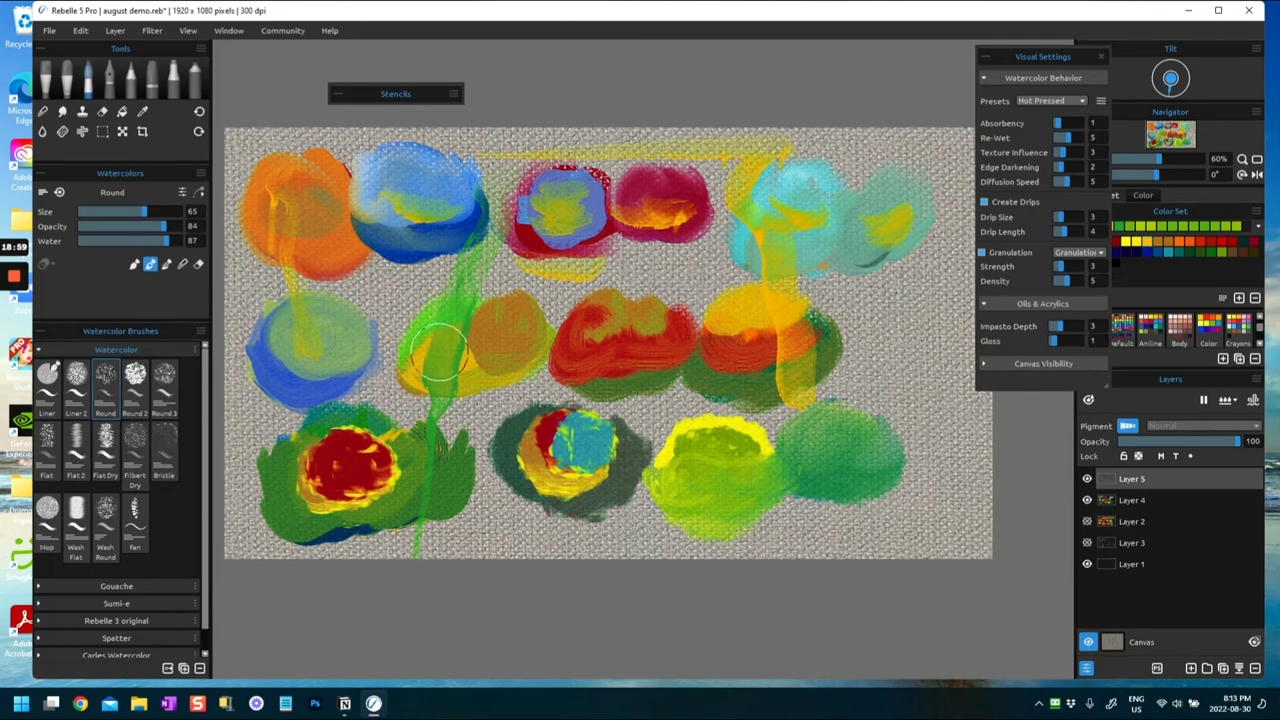 Rebelle 5 Pro | august demo.reb* | 1920 x 1080 pixels | 300 dpi
File Edit Layer Filter View Window Community Help
Tools
Watercolors
Round
Size 65
Opacity 84
Water 87
18:59
Watercolor Brushes
Watercolor
Liner Liner 2 Round Round 2 Round 3
Flat Flat 2 Flat Dry Filbert Dry Bristle
Mop Wash Flat Wash Round Fan
Gouache
Sumi-e
Rebelle 3 original
Spatter
Carles Watercolor
Stencils
Visual Settings
Watercolor Behavior
Presets Hot Pressed
Absorbency 1
Re-Wet 5
Texture Influence 3
Edge Darkening 2
Diffusion Speed 5
Create Drips
Drip Size 3
Drip Length 4
Granulation
Strength 3
Density 5
Oils & Acrylics
Impasto Depth 3
Gloss 1
Canvas Visibility
Tilt
Navigator
60%
0°
Color
Color Set
Aniline Body Color Crayons
Layers
Pigment Normal
Opacity 100
Lock M T
Layer 5
Layer 4
Layer 2
Layer 3
Layer 1
Canvas
PS
ENG
US
8:13 PM
2022-08-30